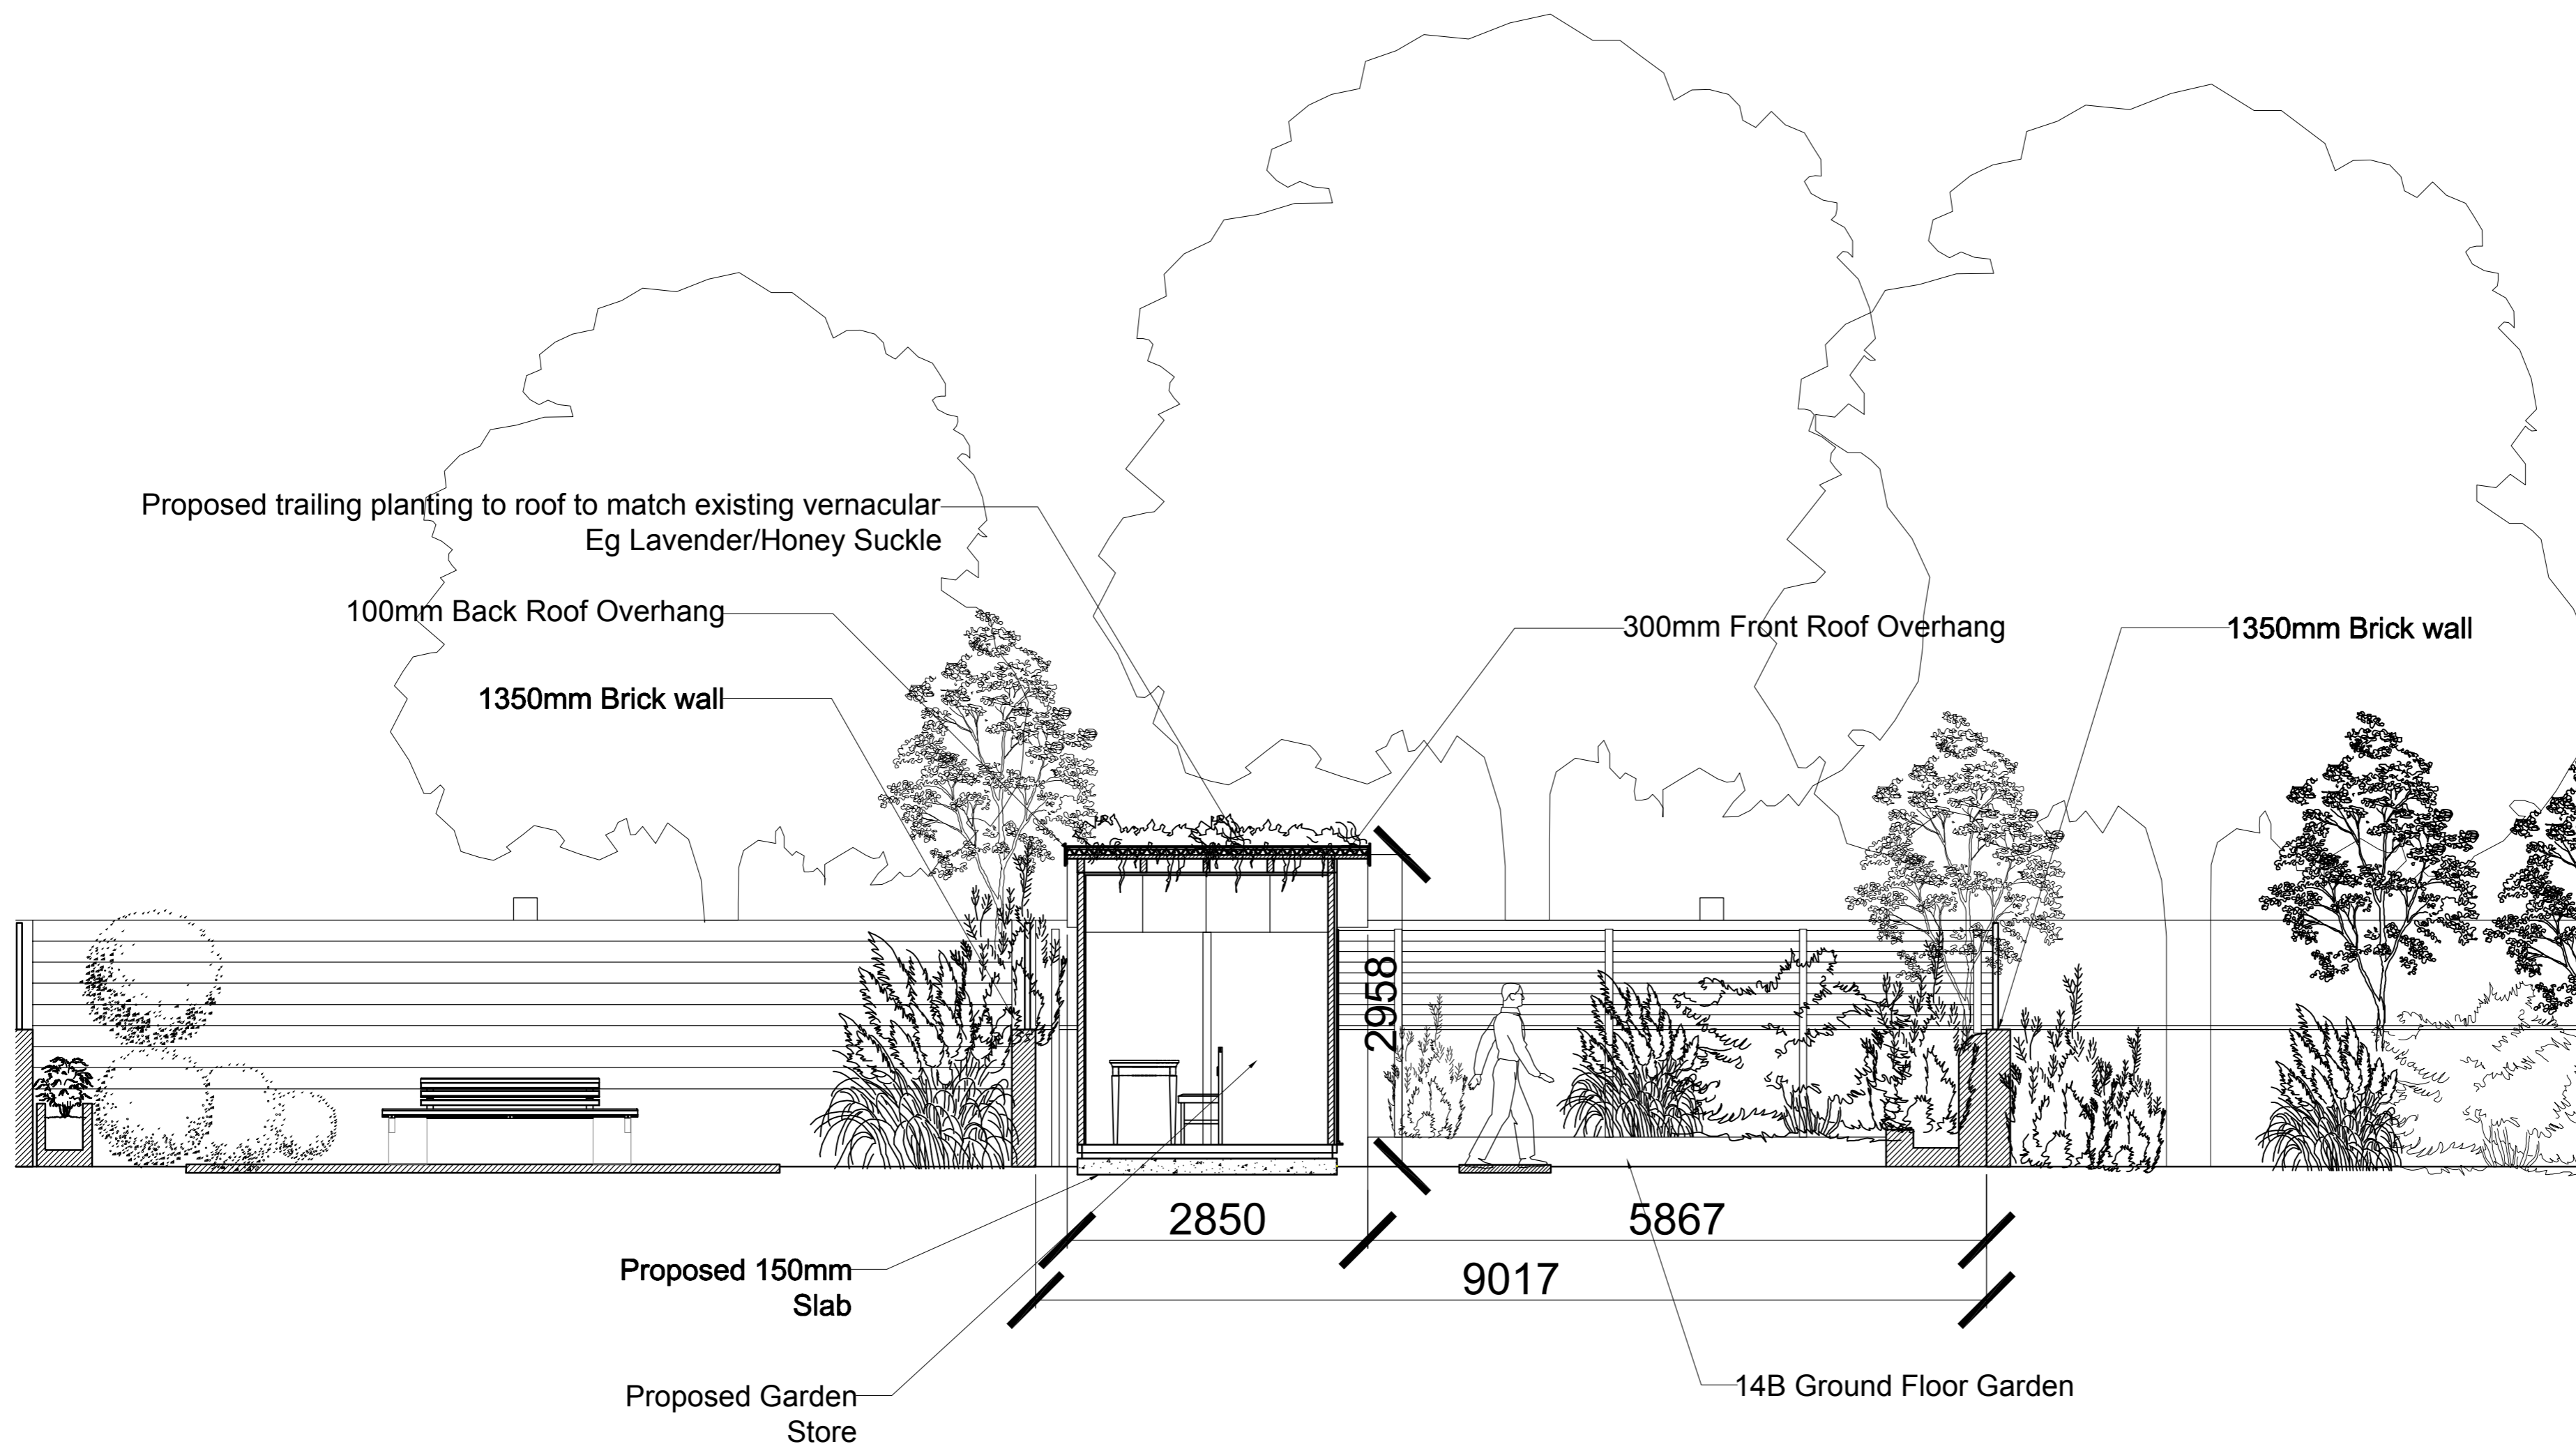 Proposed trailing planting to roof to match existing vernacular
Eg Lavender/Honey Suckle
100mm Back Roof Overhang
300mm Front Roof Overhang
1350mm Brick wall
1350mm Brick wall
2958
2850
5867
9017
Proposed 150mm
Slab
Proposed Garden
Store
14B Ground Floor Garden